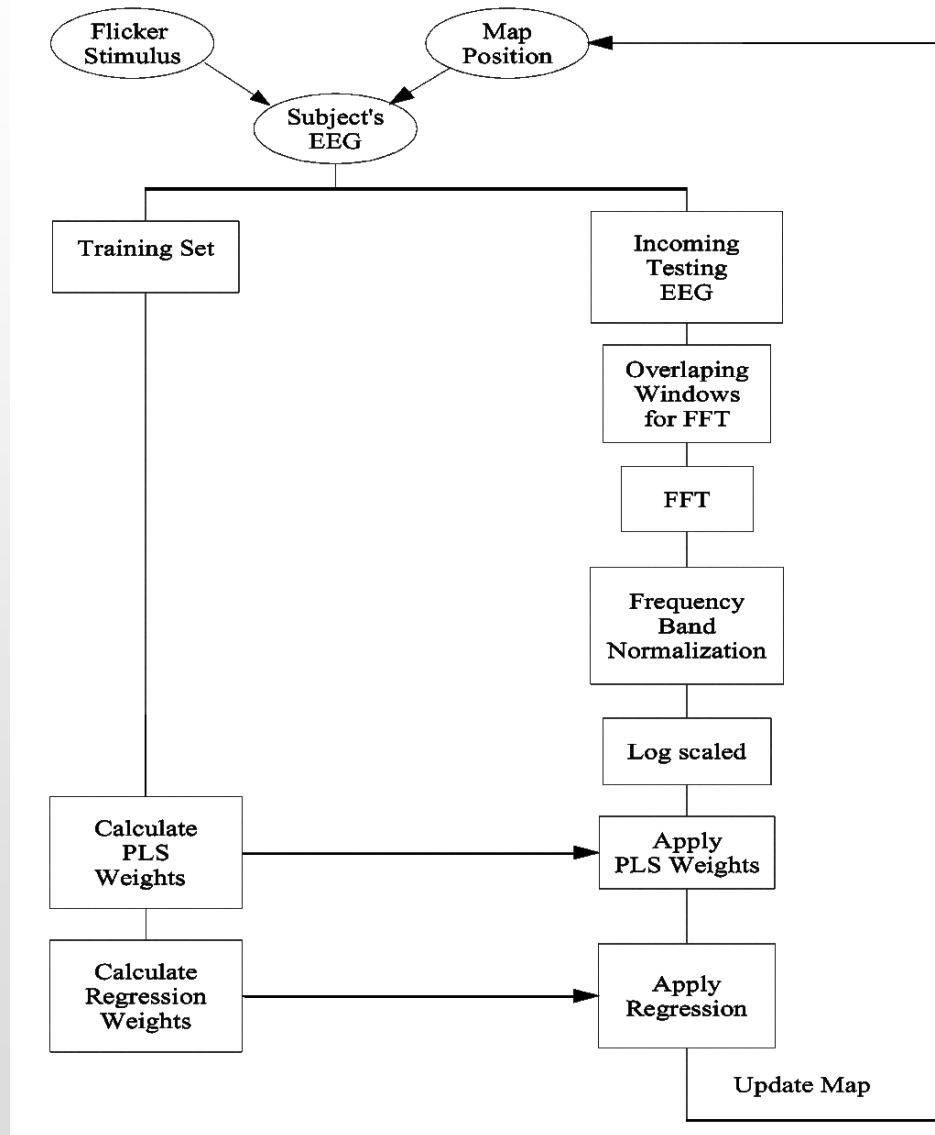 Flicker
Stimulus
Map
Position
Subject's
EEG
Training Set
Incoming
Testing
EEG
Overlaping
Windows
for FFT
FFT
Frequency
Band
Normalization
Log scaled
Calculate
PLS
Weights
Apply
PLS Weights
Calculate
Regression
Weights
Apply
Regression
Update Map